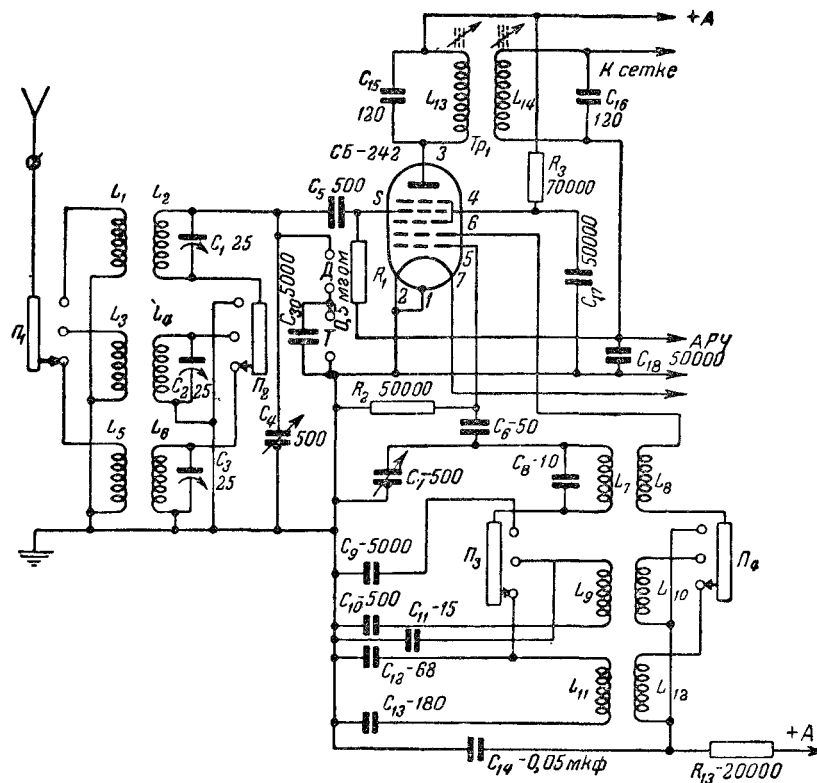 +А
К сетке
C15
120
L13
L14
C16
120
Тр1
СБ-242
3
R3
70000
C5
500
S
4
6
5
7
2
1
L1
L2
C1 25
C30
5000
Д
Т
0,5 мгом
R1
50000
C17
П1
L3
L4
C2 25
П2
АРУ
C18
50000
R2 50000
C4
500
C6-50
L5
L6
C3
25
C7-500
C8-10
L7
L8
C9-5000
П3
П4
C10-500
C11-15
L9
L10
C12-68
C13-180
L11
L12
C14-0,05 мкф
+А
R13-20000